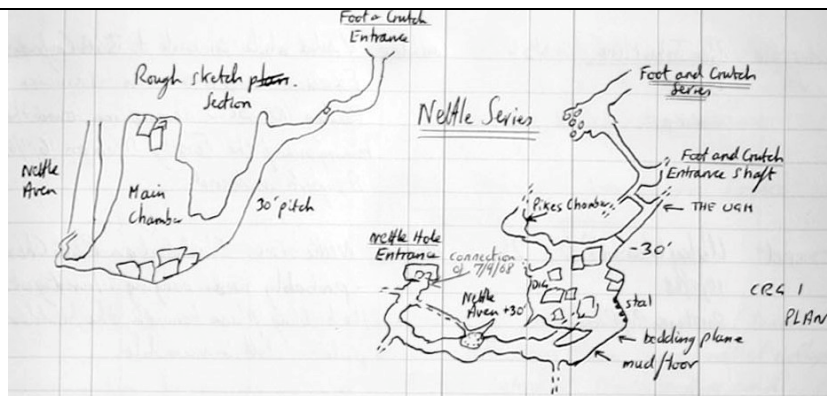 Foot & Crutch
Entrance
Rough sketch plan.
Section
Nettle
Aven
Main
Chamber
30' pitch
Nettle Series
Foot and Crutch
Series
Foot and Crutch
Entrance Shaft
THE UGH
Pikes Chamber
-30'
Nettle Hole
Entrance
connection
of 7/9/68
DIG
Nettle
Aven +30'
stal
bedding plane
mud floor
CRG 1
PLAN